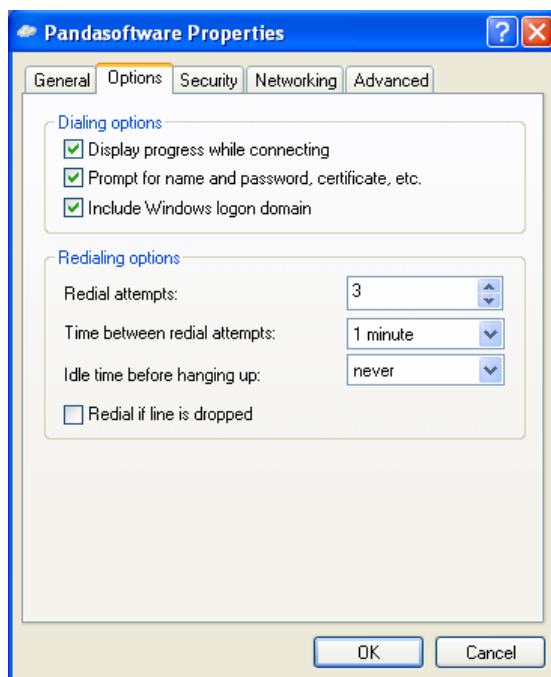 Pandasoftware Properties
General Options Security Networking Advanced
Dialing options
Display progress while connecting
Prompt for name and password, certificate, etc.
Include Windows logon domain
Redialing options
Redial attempts: 3
Time between redial attempts: 1 minute
Idle time before hanging up: never
Redial if line is dropped
OK Cancel